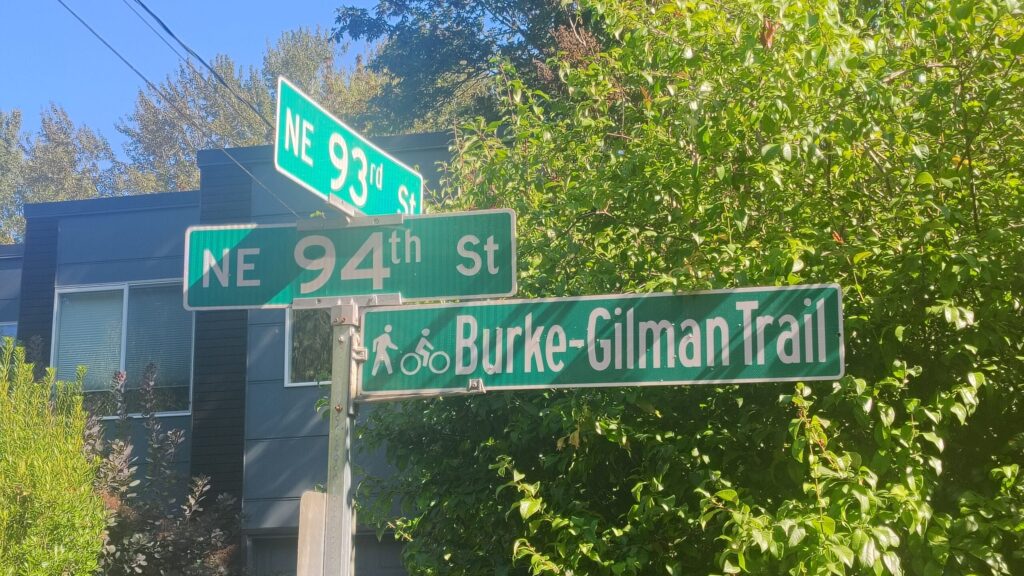 NE 93rd St
NE 94th St
Burke-Gilman Trail